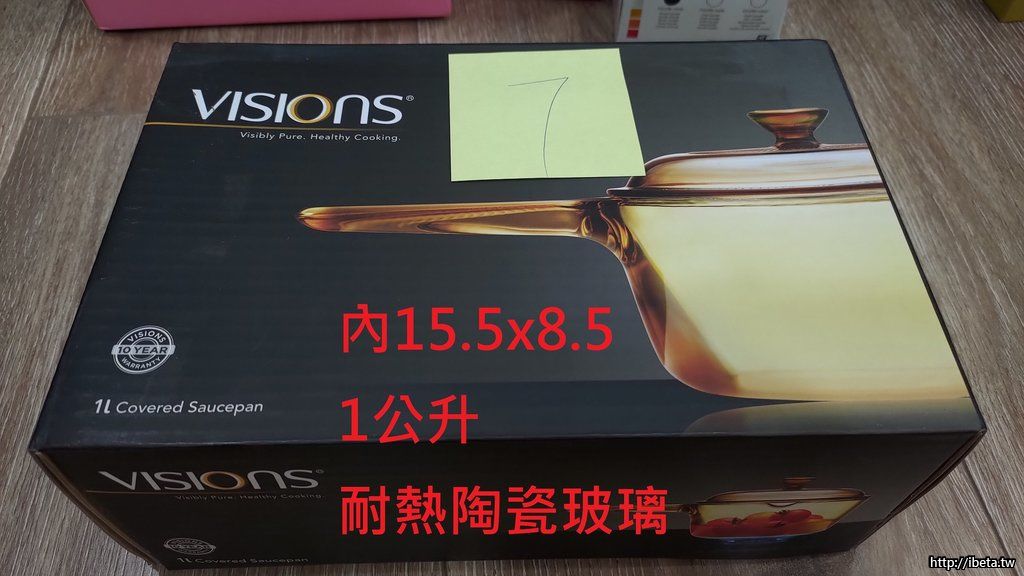 VISIONS®
Visibly Pure. Healthy Cooking.
7
內15.5x8.5
1公升
耐熱陶瓷玻璃
VISIONS
10 YEAR
WARRANTY
1l Covered Saucepan
VISIONS®
Visibly Pure. Healthy Cooking.
1l Covered Saucepan
http://ibeta.tw